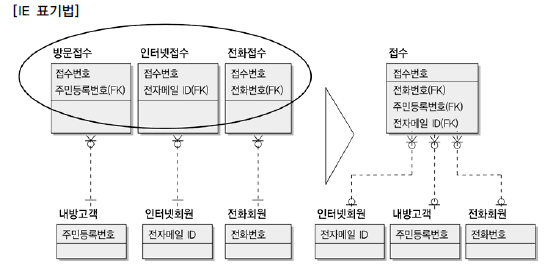 [IE 표기법]
방문접수
접수번호
주민등록번호(FK)
인터넷접수
접수번호
전자메일 ID(FK)
전화접수
접수번호
전화번호(FK)
내방고객
주민등록번호
인터넷회원
전자메일 ID
전화회원
전화번호
접수
접수번호
전화번호(FK)
주민등록번호(FK)
전자메일 ID(FK)
인터넷회원
전자메일 ID
내방고객
주민등록번호
전화회원
전화번호